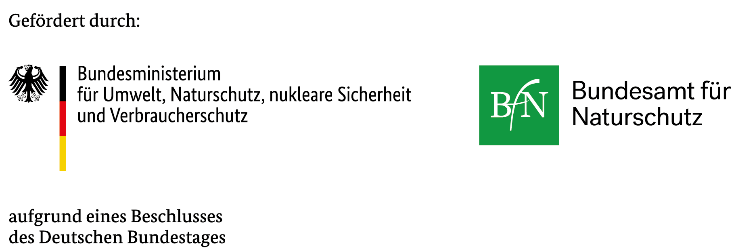 Gefördert durch:
Bundesministerium
für Umwelt, Naturschutz, nukleare Sicherheit
und Verbraucherschutz
BfN
Bundesamt für
Naturschutz
aufgrund eines Beschlusses
des Deutschen Bundestages